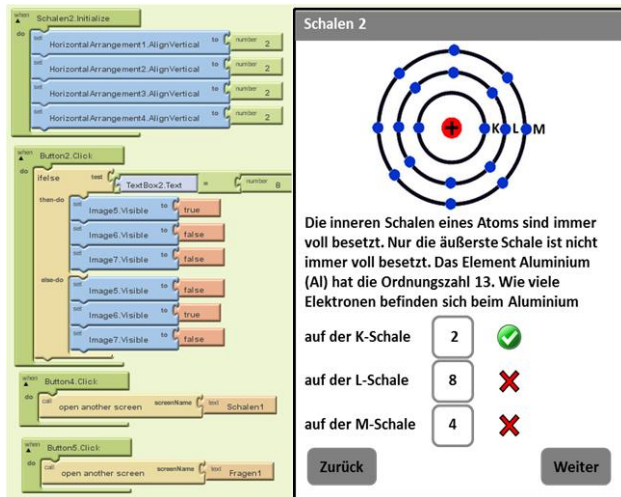 when
Schalen2.Initialize
do
set HorizontalArrangement1.AlignVertical to number 2
set HorizontalArrangement2.AlignVertical to number 2
set HorizontalArrangement3.AlignVertical to number 2
set HorizontalArrangement4.AlignVertical to number 2
when
Button2.Click
do
ifelse test TextBox2.Text = number 8
then-do
set Image5.Visible to true
set Image6.Visible to false
set Image7.Visible to false
else-do
set Image5.Visible to false
set Image6.Visible to true
set Image7.Visible to false
when
Button4.Click
do
call open another screen screenName text Schalen1
when
Button5.Click
do
call open another screen screenName text Fragen1
Schalen 2
+ K L M
Die inneren Schalen eines Atoms sind immer
voll besetzt. Nur die äußerste Schale ist nicht
immer voll besetzt. Das Element Aluminium
(Al) hat die Ordnungszahl 13. Wie viele
Elektronen befinden sich beim Aluminium
auf der K-Schale 2
auf der L-Schale 8
auf der M-Schale 4
Zurück Weiter